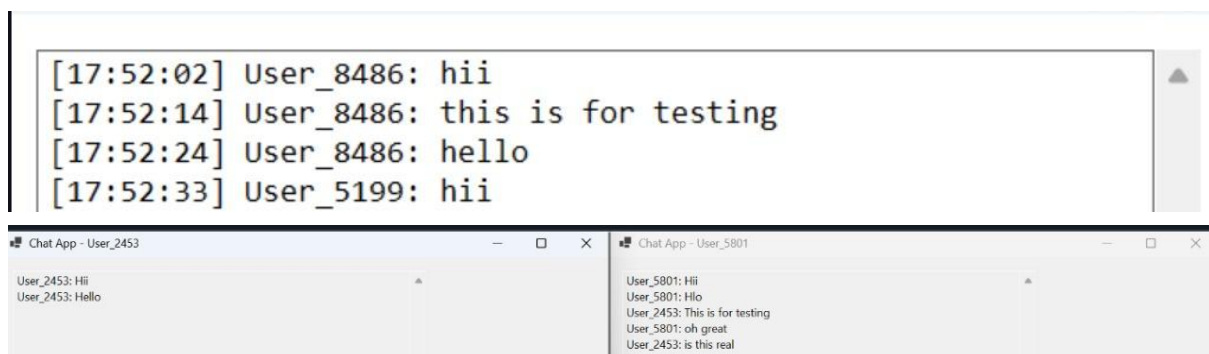 [17:52:02] User_8486: hii
[17:52:14] User_8486: this is for testing
[17:52:24] User_8486: hello
[17:52:33] User_5199: hii
Chat App - User_2453
User_2453: Hii
User_2453: Hello
Chat App - User_5801
User_5801: Hii
User_5801: Hlo
User_2453: This is for testing
User_5801: oh great
User_2453: is this real